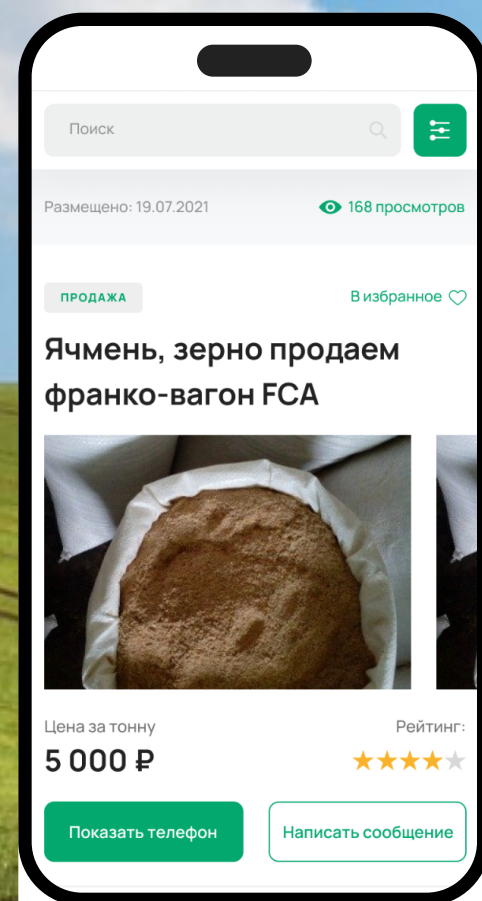 Поиск
Размещено: 19.07.2021
168 просмотров
ПРОДАЖА
В избранное
Ячмень, зерно продаем
франко-вагон FCA
Цена за тонну
Рейтинг:
5 000 ₽
Показать телефон
Написать сообщение